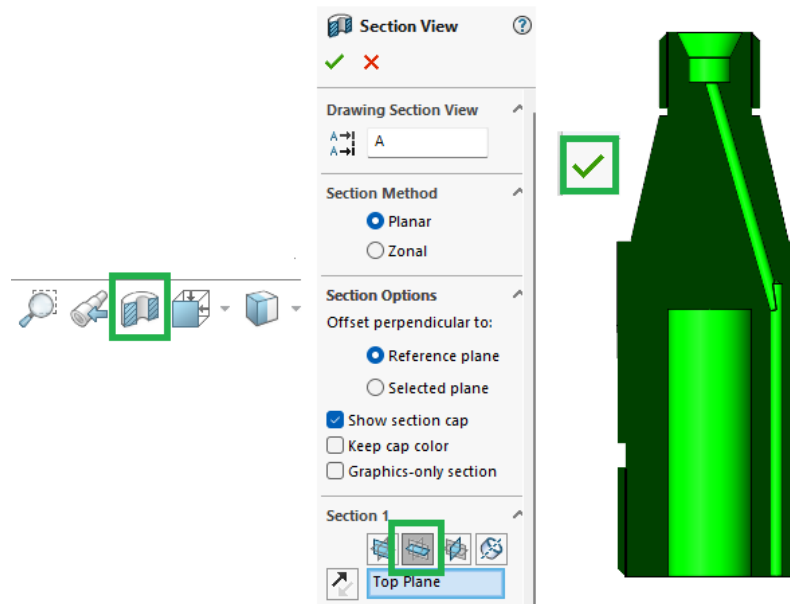 Section View
Drawing Section View
A
A
A
Section Method
Planar
Zonal
Section Options
Offset perpendicular to:
Reference plane
Selected plane
Show section cap
Keep cap color
Graphics-only section
Section 1
Top Plane